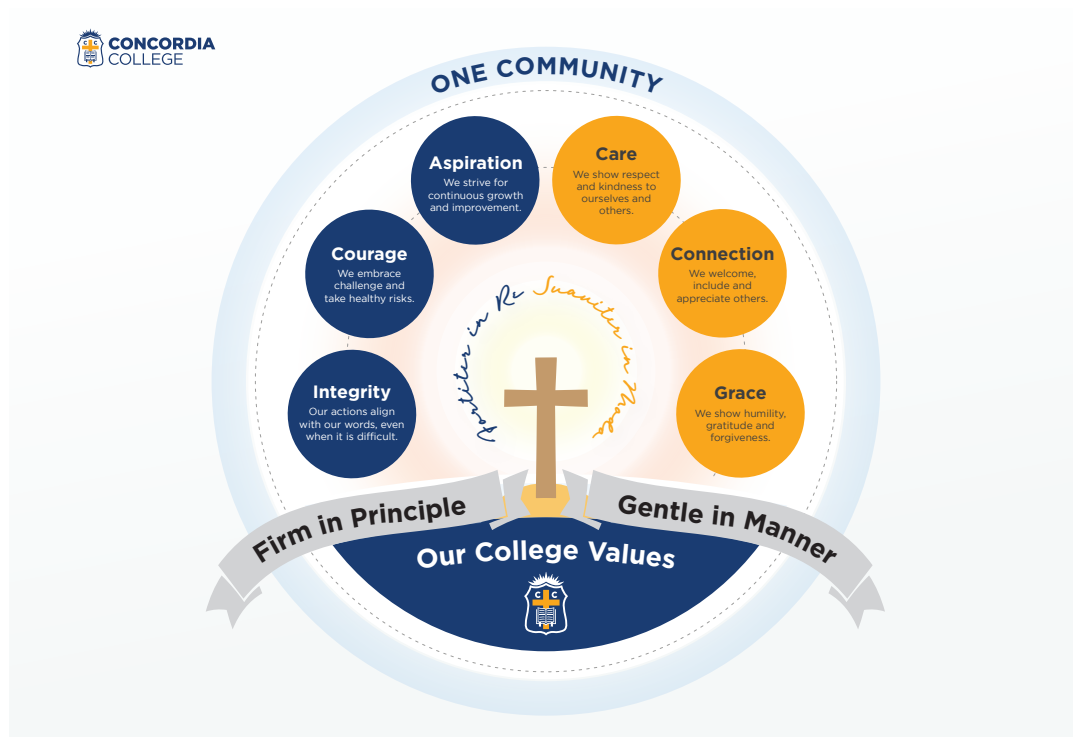 CONCORDIA
COLLEGE
ONE COMMUNITY
Aspiration
We strive for
continuous growth
and improvement.
Care
We show respect
and kindness to
ourselves and
others.
Courage
We embrace
challenge and
take healthy risks.
Connection
We welcome,
include and
appreciate others.
Integrity
Our actions align
with our words, even
when it is difficult.
Grace
We show humility,
gratitude and
forgiveness.
Fortiter in Re Suaviter in Modo
Firm in Principle
Gentle in Manner
Our College Values
C C